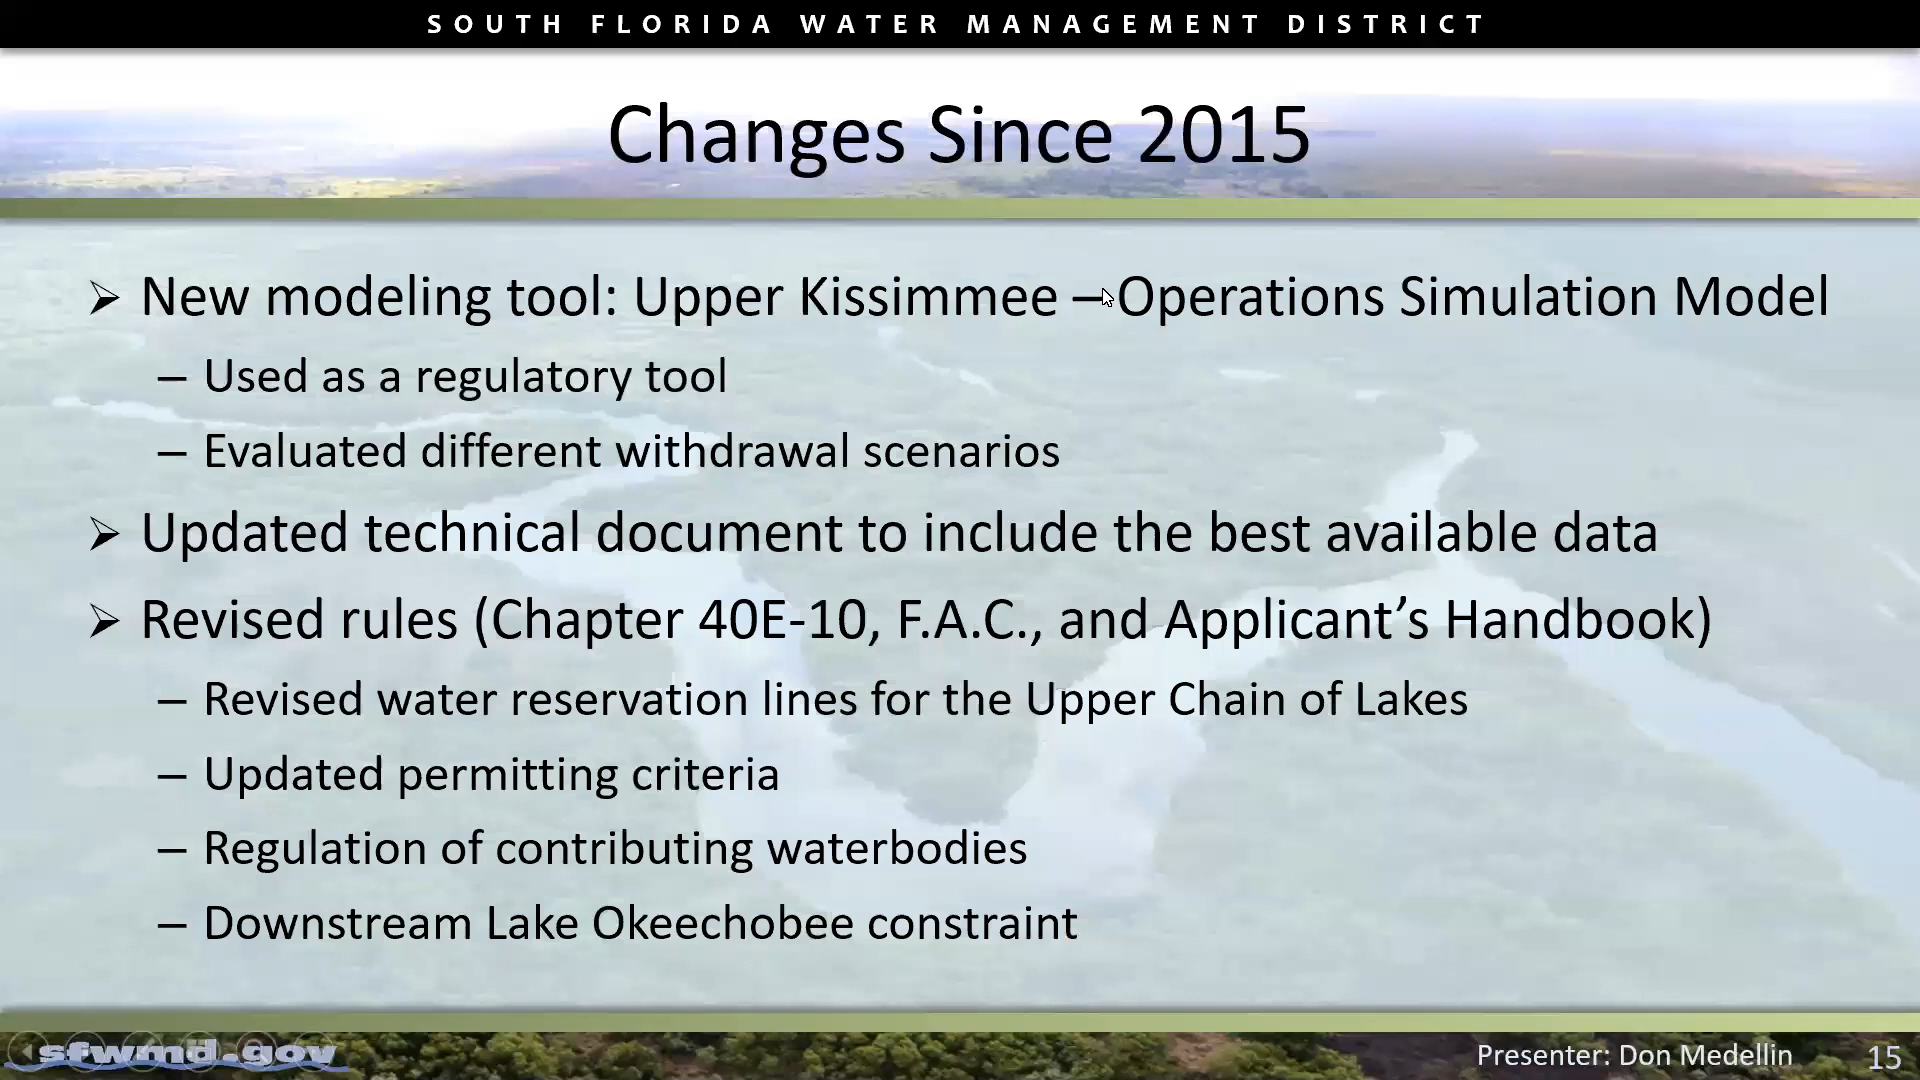 SOUTH FLORIDA WATER MANAGEMENT DISTRICT
Changes Since 2015
➢ New modeling tool: Upper Kissimmee – Operations Simulation Model
– Used as a regulatory tool
– Evaluated different withdrawal scenarios
➢ Updated technical document to include the best available data
➢ Revised rules (Chapter 40E-10, F.A.C., and Applicant’s Handbook)
– Revised water reservation lines for the Upper Chain of Lakes
– Updated permitting criteria
– Regulation of contributing waterbodies
– Downstream Lake Okeechobee constraint
sfwmd.gov
Presenter: Don Medellin
15